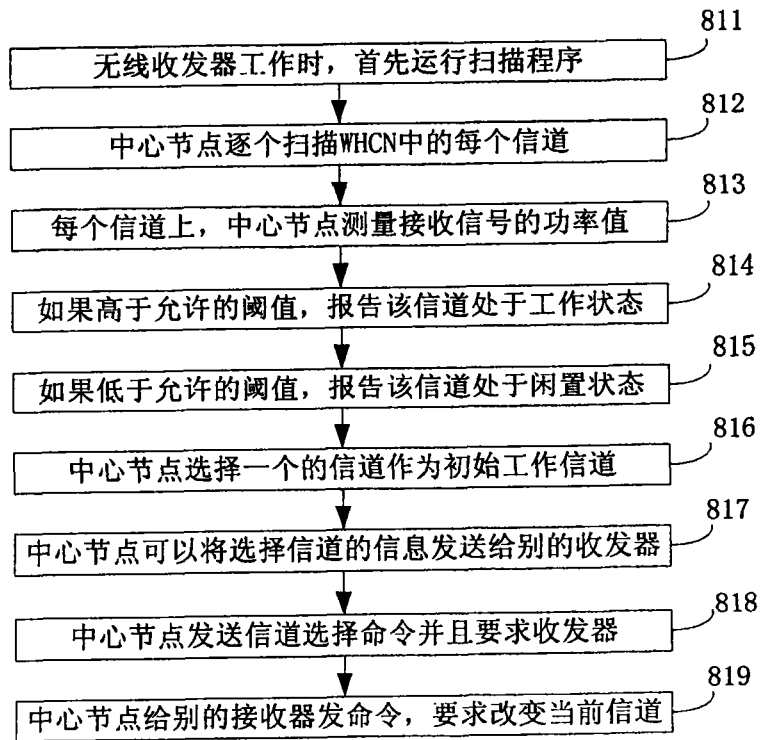 811
无线收发器工作时，首先运行扫描程序
812
中心节点逐个扫描WHCN中的每个信道
813
每个信道上，中心节点测量接收信号的功率值
814
如果高于允许的阈值，报告该信道处于工作状态
815
如果低于允许的阈值，报告该信道处于闲置状态
816
中心节点选择一个的信道作为初始工作信道
817
中心节点可以将选择信道的信息发送给别的收发器
818
中心节点发送信道选择命令并且要求收发器
819
中心节点给别的接收器发命令，要求改变当前信道